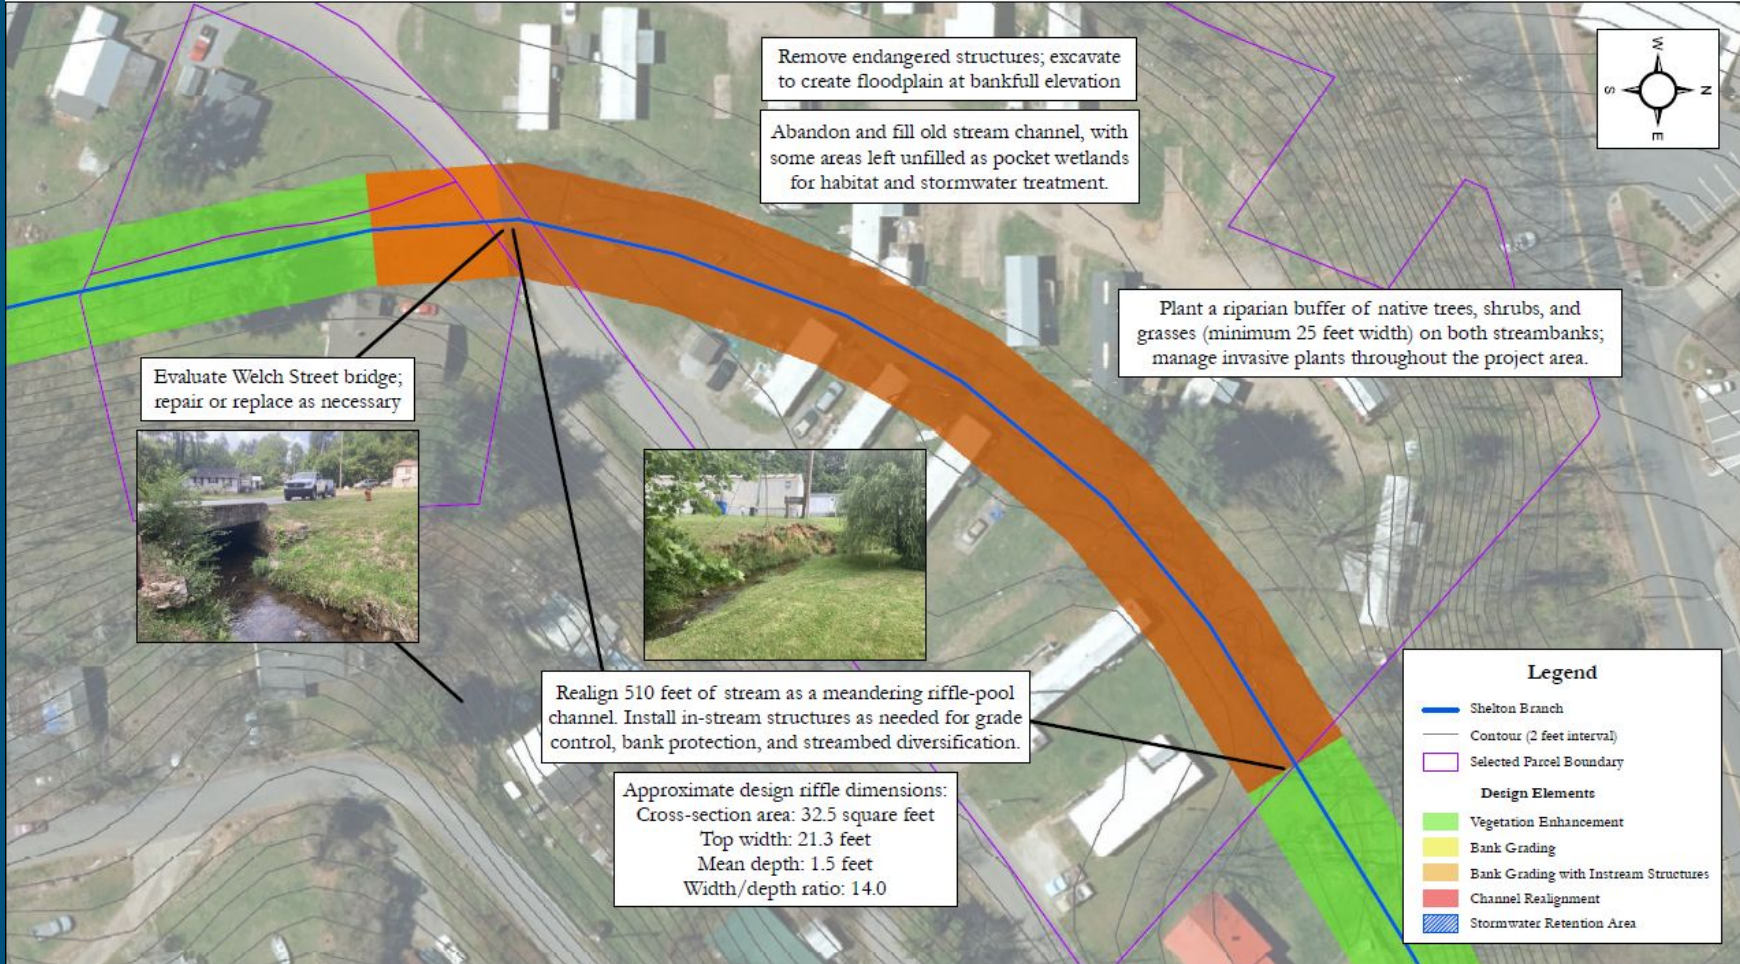 Remove endangered structures; excavate
to create floodplain at bankfull elevation
Abandon and fill old stream channel, with
some areas left unfilled as pocket wetlands
for habitat and stormwater treatment.
W
S
N
E
Plant a riparian buffer of native trees, shrubs, and
grasses (minimum 25 feet width) on both streambanks;
manage invasive plants throughout the project area.
Evaluate Welch Street bridge;
repair or replace as necessary
Realign 510 feet of stream as a meandering riffle-pool
channel. Install in-stream structures as needed for grade
control, bank protection, and streambed diversification.
Approximate design riffle dimensions:
Cross-section area: 32.5 square feet
Top width: 21.3 feet
Mean depth: 1.5 feet
Width/depth ratio: 14.0
Legend
Shelton Branch
Contour (2 feet interval)
Selected Parcel Boundary
Design Elements
Vegetation Enhancement
Bank Grading
Bank Grading with Instream Structures
Channel Realignment
Stormwater Retention Area